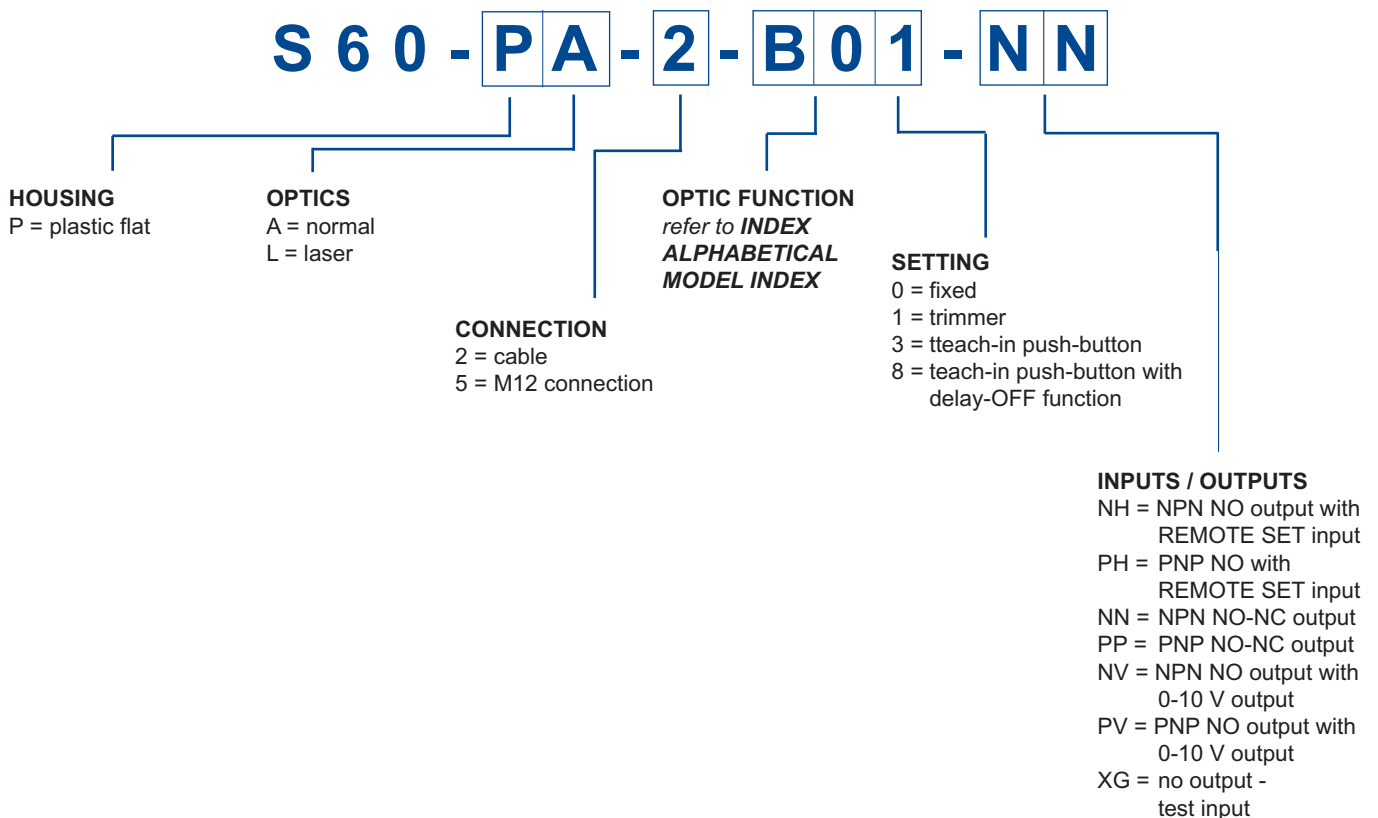 S60-PA-2-B01-NN
HOUSING
P = plastic flat
OPTICS
A = normal
L = laser
CONNECTION
2 = cable
5 = M12 connection
OPTIC FUNCTION
refer to INDEX
ALPHABETICAL
MODEL INDEX
SETTING
0 = fixed
1 = trimmer
3 = tteach-in push-button
8 = teach-in push-button with
delay-OFF function
INPUTS / OUTPUTS
NH = NPN NO output with
REMOTE SET input
PH = PNP NO with
REMOTE SET input
NN = NPN NO-NC output
PP = PNP NO-NC output
NV = NPN NO output with
0-10 V output
PV = PNP NO output with
0-10 V output
XG = no output -
test input